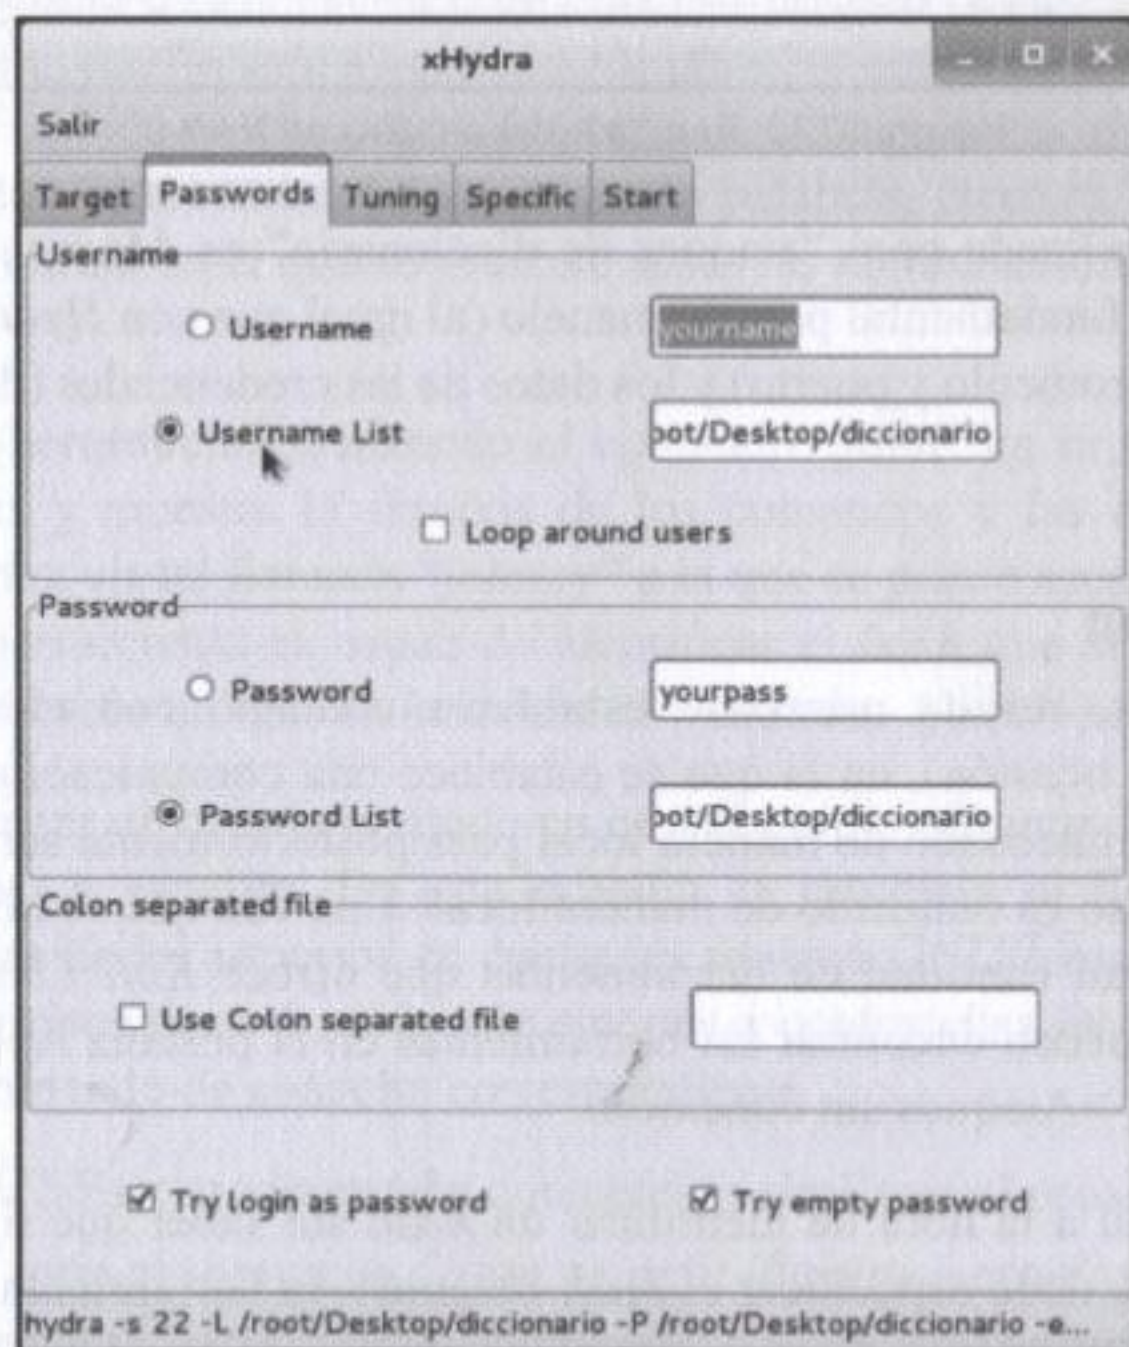 xHydra
Salir
Target Passwords Tuning Specific Start
Username
Username yourname
Username List oot/Desktop/diccionario
Loop around users
Password
Password yourpass
Password List oot/Desktop/diccionario
Colon separated file
Use Colon separated file
Try login as password Try empty password
hydra -s 22 -L /root/Desktop/diccionario -P /root/Desktop/diccionario -e...